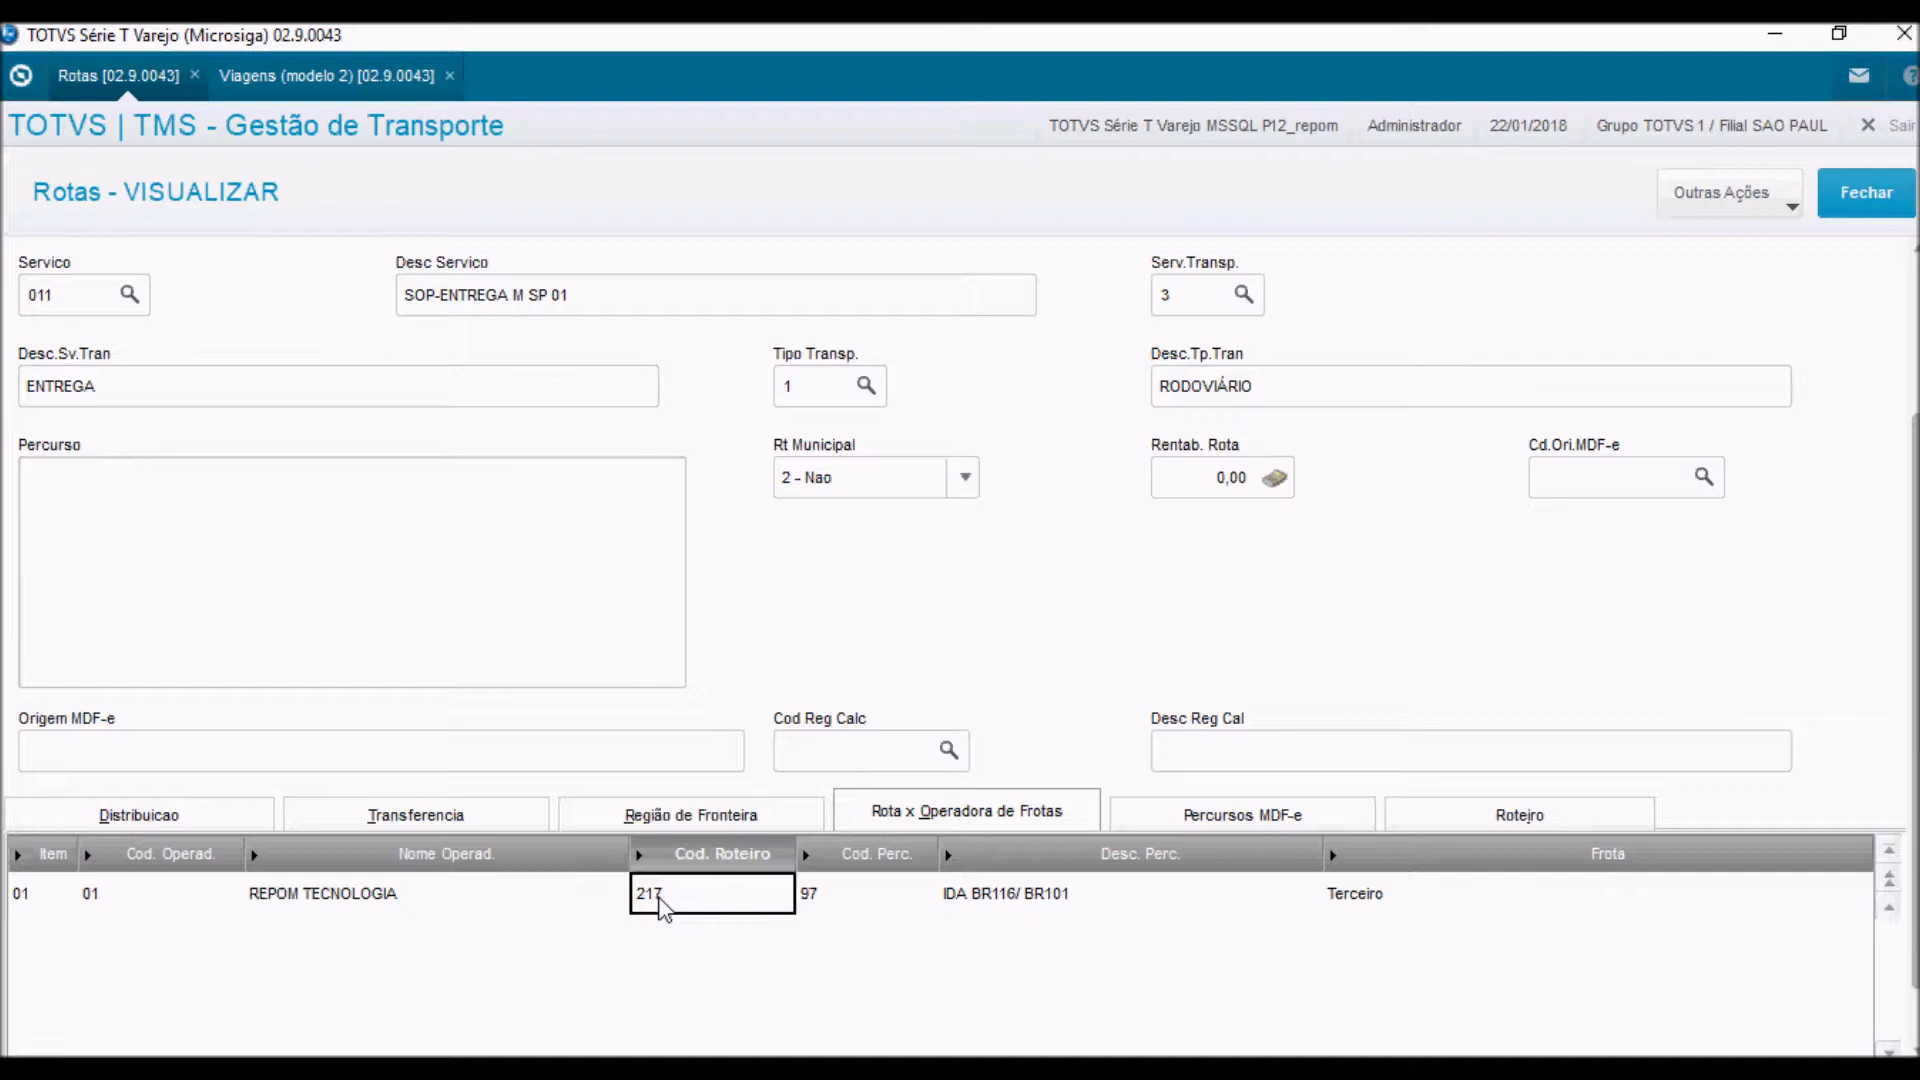 TOTVS Série T Varejo (Microsiga) 02.9.0043
Rotas [02.9.0043] Viagens (modelo 2) [02.9.0043]
TOTVS | TMS - Gestão de Transporte
TOTVS Série T Varejo MSSQL P12_repom Administrador 22/01/2018 Grupo TOTVS 1 / Filial SAO PAUL Sair
Rotas - VISUALIZAR
Outras Ações Fechar
Servico Desc Servico Serv.Transp.
011 SOP-ENTREGA M SP 01 3
Desc.Sv.Tran Tipo Transp. Desc.Tp.Tran
ENTREGA 1 RODOVIÁRIO
Percurso Rt Municipal Rentab. Rota Cd.Ori.MDF-e
2 - Nao 0,00
Origem MDF-e Cod Reg Calc Desc Reg Cal
Distribuicao Transferência Região de Fronteira Rota x Operadora de Frotas Percursos MDF-e Roteiro
Item Cod. Operad. Nome Operad. Cod. Roteiro Cod. Perc. Desc. Perc. Frota
01 01 REPOM TECNOLOGIA 217 97 IDA BR116/ BR101 Terceiro